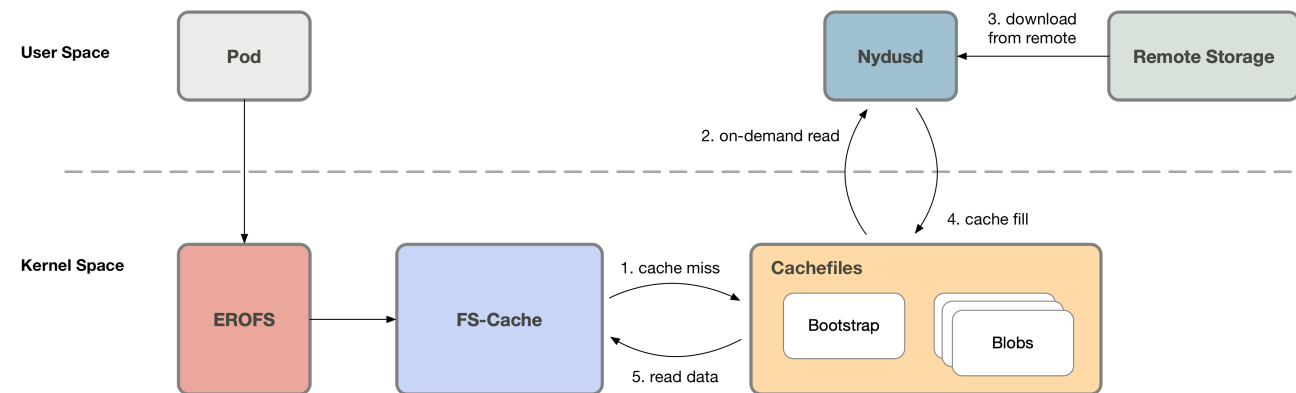 User Space
Pod
Nydusd
3. download
from remote
Remote Storage
2. on-demand read
4. cache fill
Kernel Space
EROFS
FS-Cache
1. cache miss
5. read data
Cachefiles
Bootstrap
Blobs